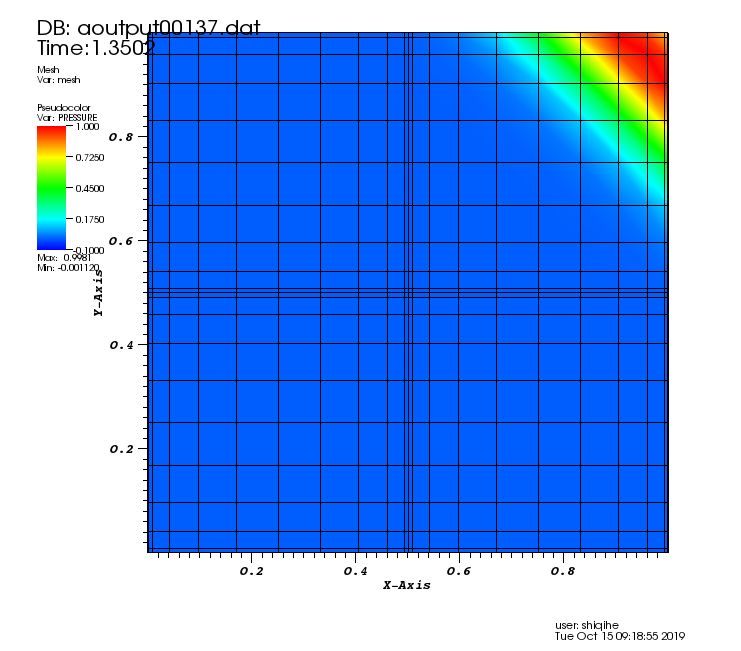 DB: aoutput00137.dat
Time:1.3502
Mesh
Var: mesh
Pseudocolor
Var: PRESSURE
1.000
0.7250
0.4500
0.1750
-0.1000
Max: 0.9981
Min: -0.001120
Y-Axis
0.8
0.6
0.4
0.2
0.2
0.4
0.6
0.8
X-Axis
user: shiqihe
Tue Oct 15 09:18:55 2019